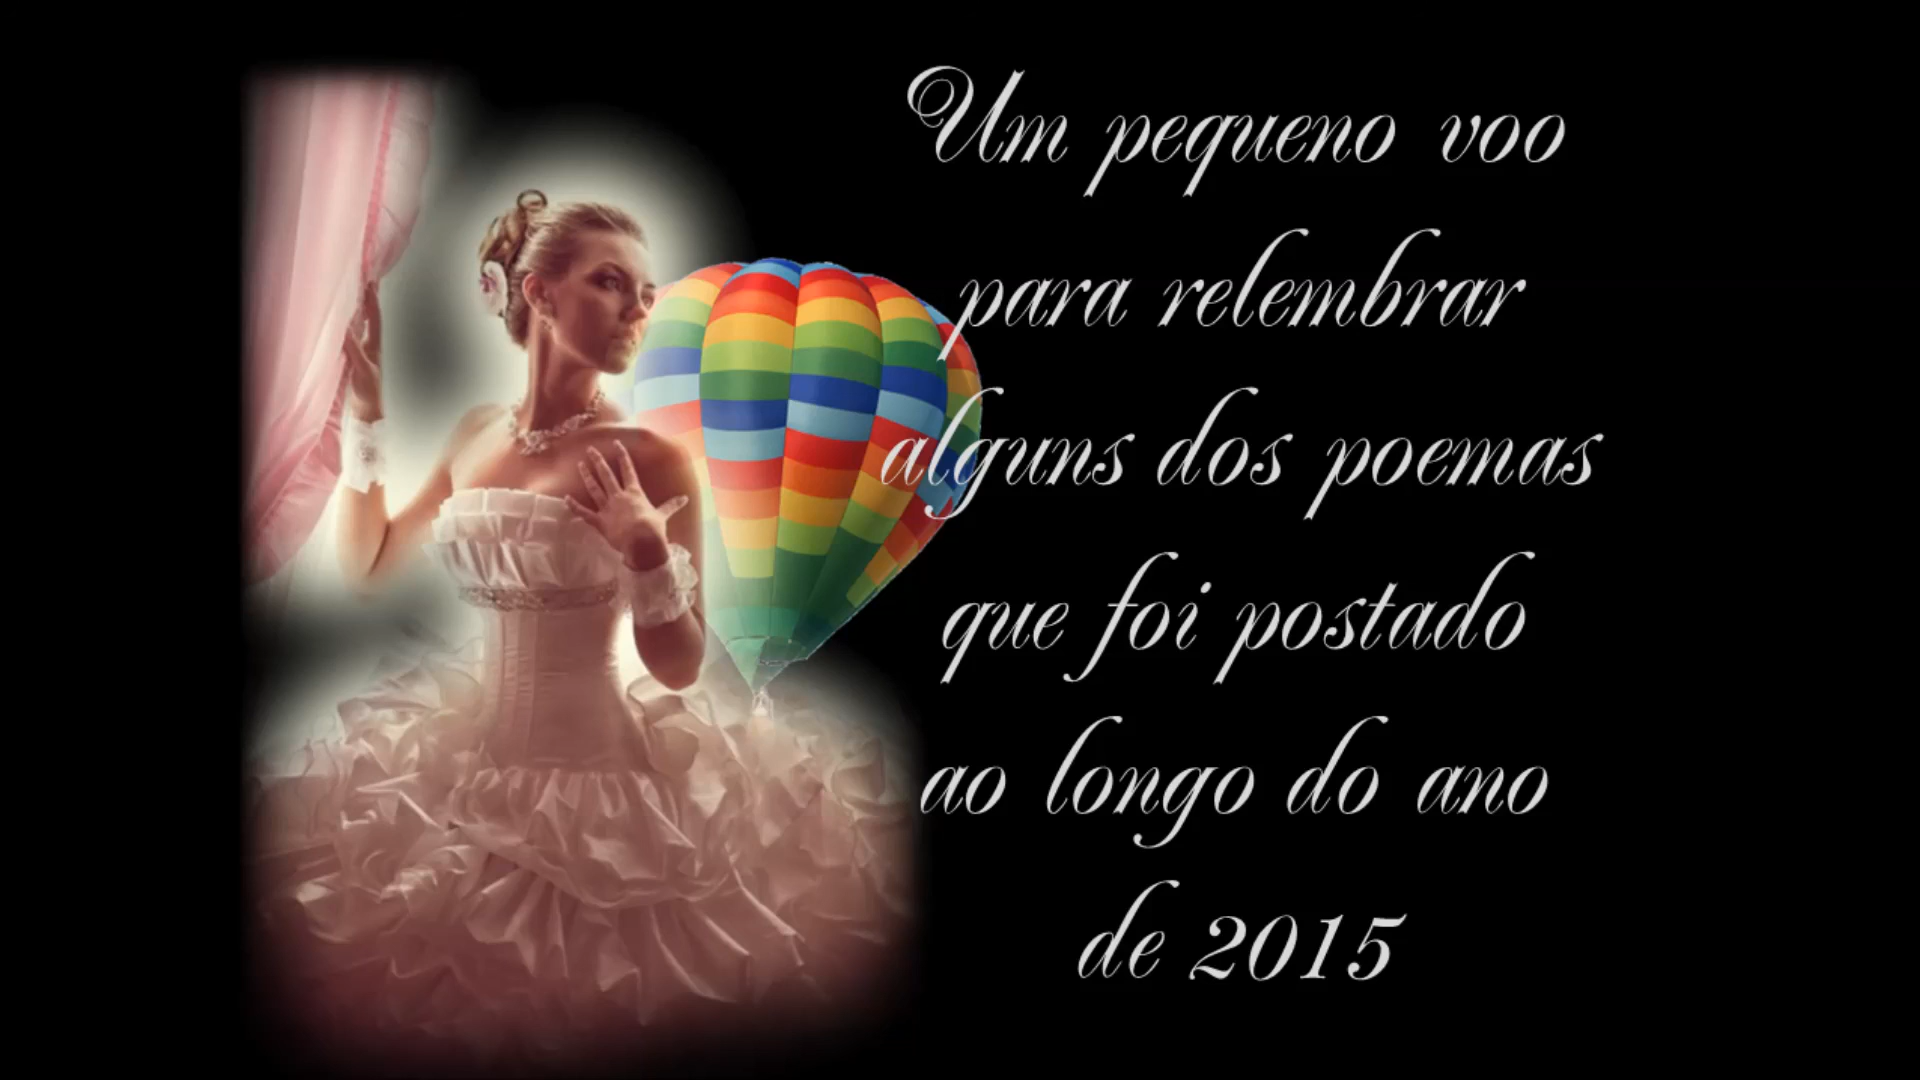 Um pequeno voo
para relembrar
alguns dos poemas
que foi postado
ao longo do ano
de 2015